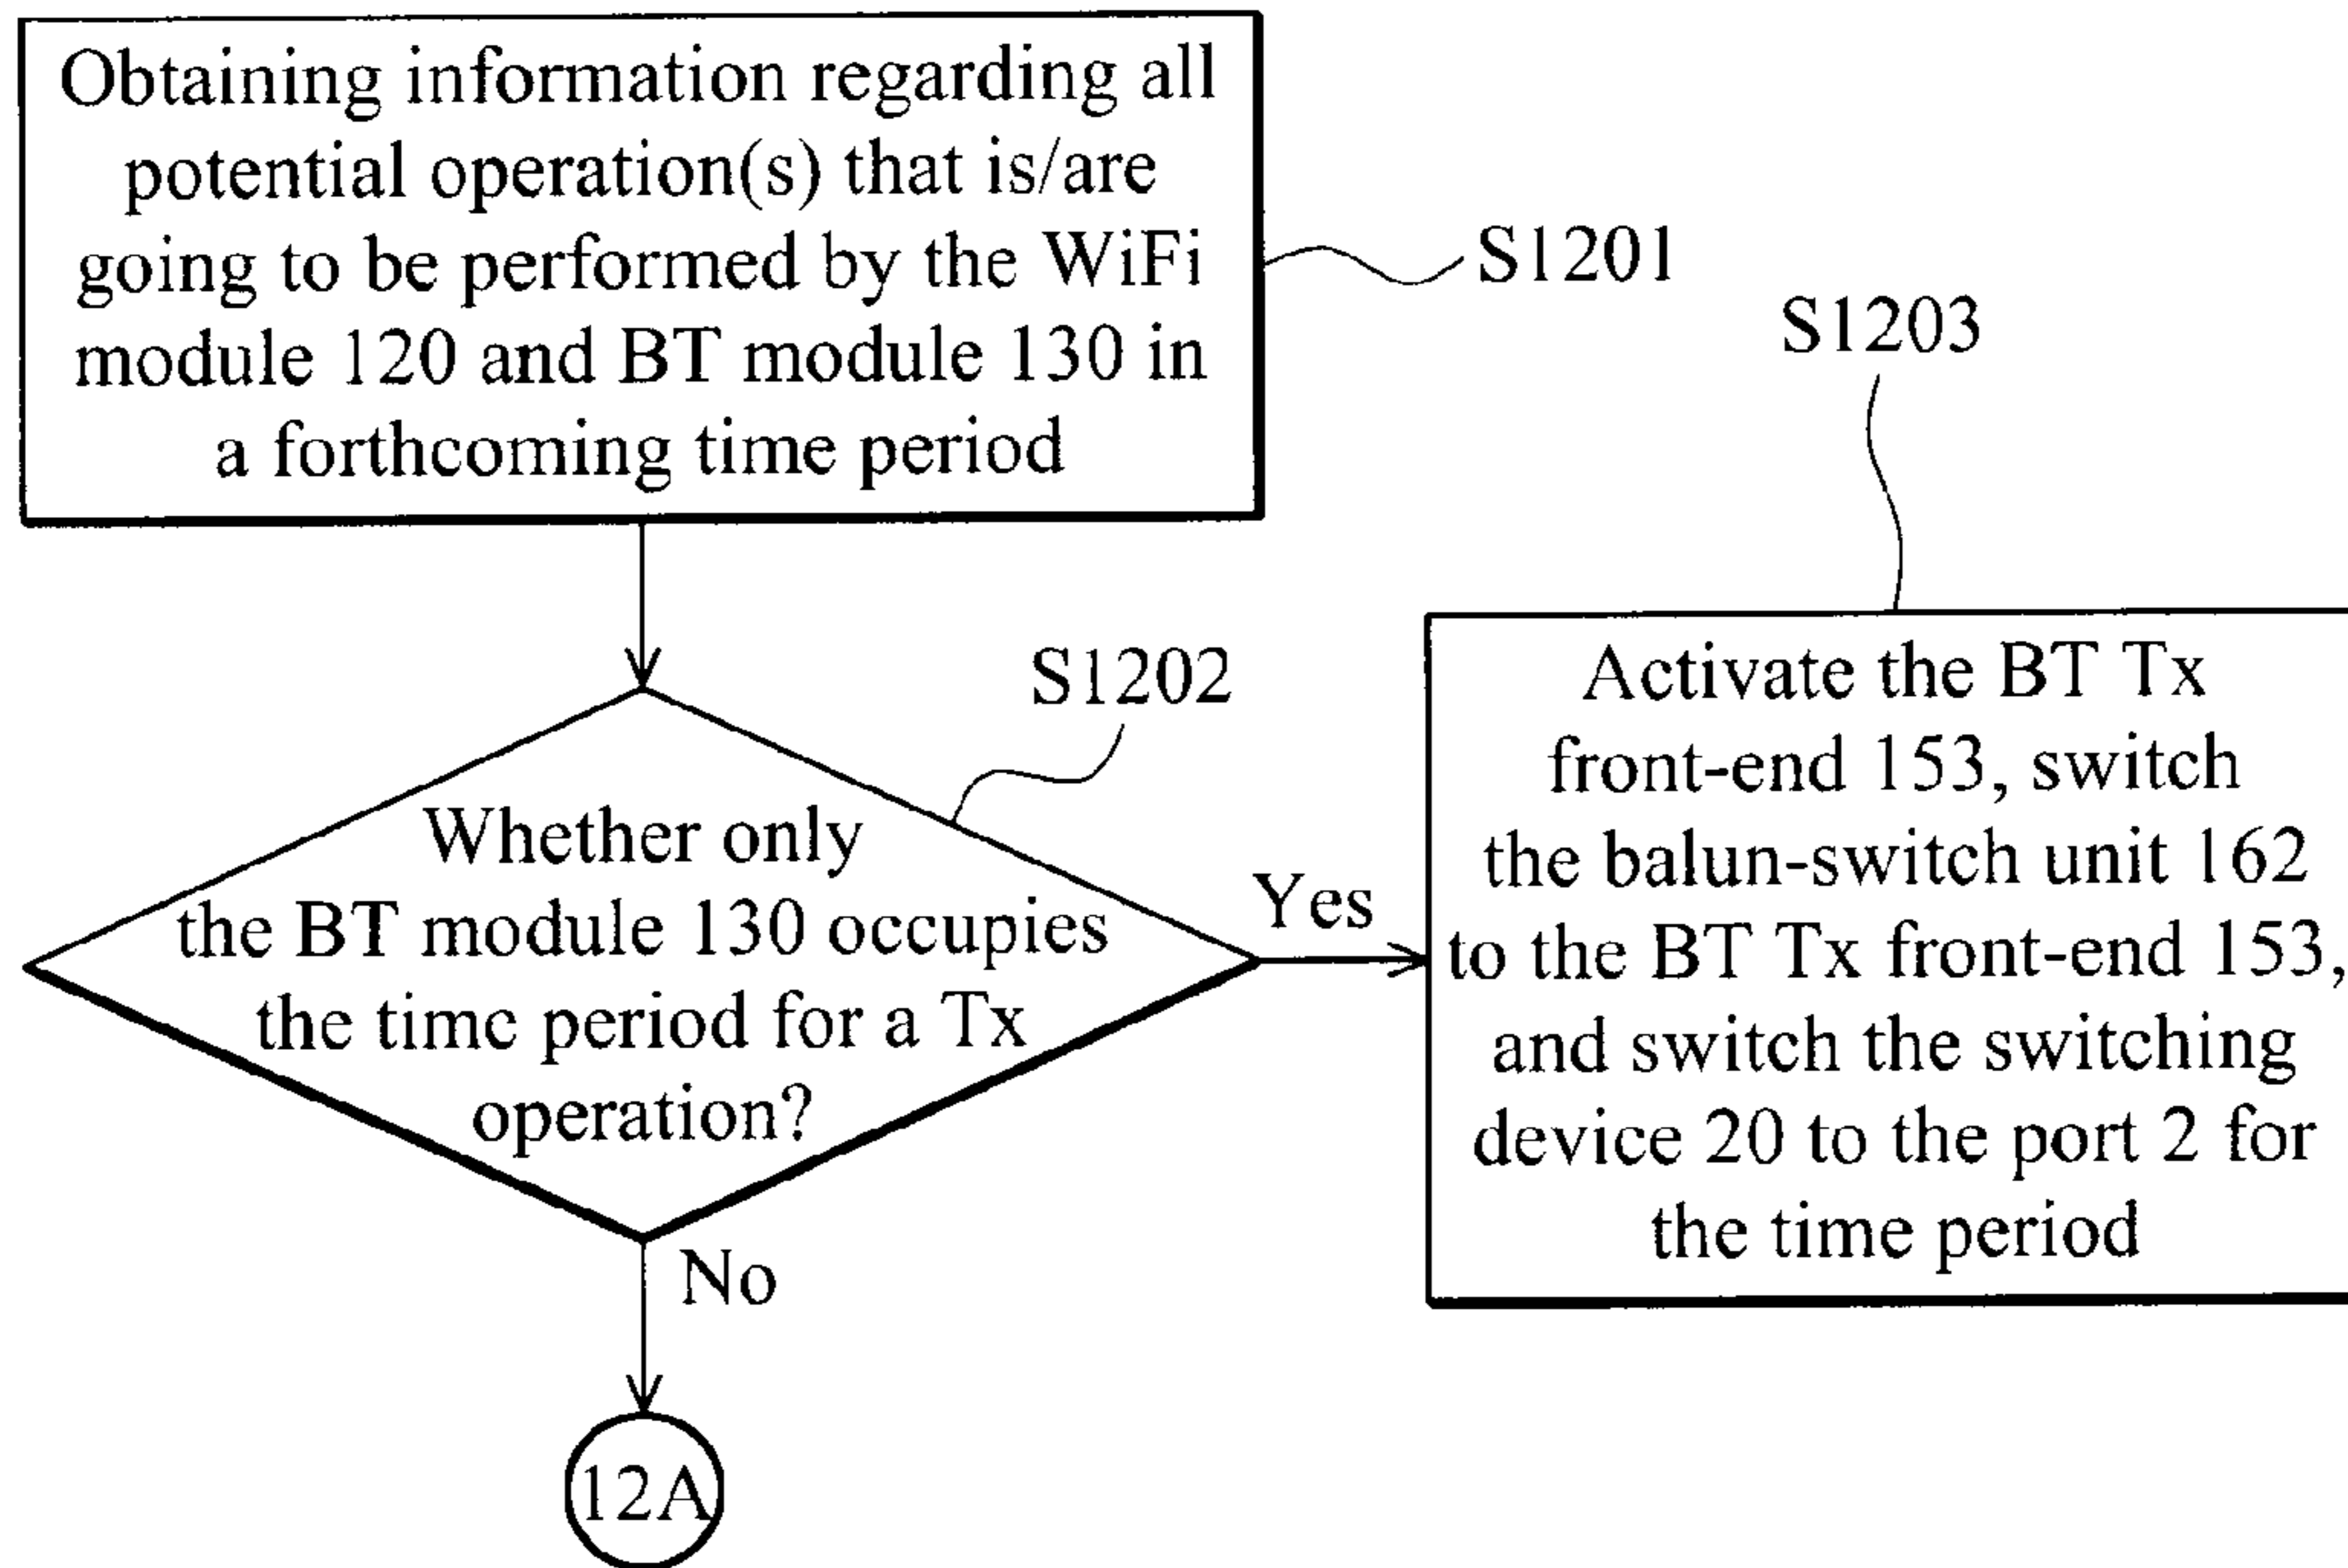 Obtaining information regarding all
potential operation(s) that is/are
going to be performed by the WiFi
module 120 and BT module 130 in
a forthcoming time period
S1201
S1202
Whether only
the BT module 130 occupies
the time period for a Tx
operation?
Yes
S1203
Activate the BT Tx
front-end 153, switch
the balun-switch unit 162
to the BT Tx front-end 153,
and switch the switching
device 20 to the port 2 for
the time period
No
12A